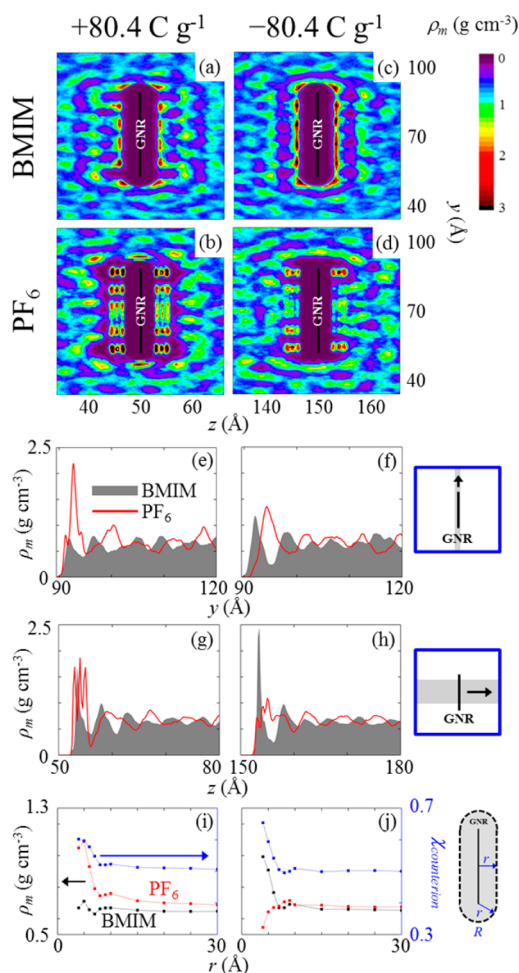 +80.4 C g⁻¹ −80.4 C g⁻¹ ρm (g cm⁻³)
BMIM
(a) (c)
GNR GNR
100
70
40
y (Å)
0
1
2
3
PF₆
(b) (d)
GNR GNR
100
70
40
40 50 60 140 150 160
z (Å)
2.5
0
ρm (g cm⁻³)
(e) (f)
BMIM
PF₆
90 120 90 120
y (Å)
GNR
2.5
0
ρm (g cm⁻³)
(g) (h)
50 80 150 180
z (Å)
GNR
1.3
0.5
ρm (g cm⁻³)
(i) (j)
PF₆
BMIM
0 30 0 30
r (Å)
0.7
0.3
χcounterion
GNR
r
r
R